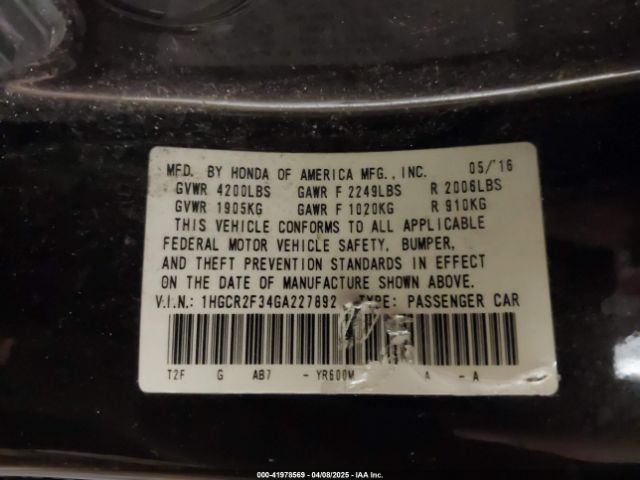 MFD. BY HONDA OF AMERICA MFG., INC. 05/16
GVWR 4200LBS GAWR F 2249LBS R 2006LBS
GVWR 1905KG GAWR F 1020KG R 910KG
THIS VEHICLE CONFORMS TO ALL APPLICABLE
FEDERAL MOTOR VEHICLE SAFETY, BUMPER,
AND THEFT PREVENTION STANDARDS IN EFFECT
ON THE DATE OF MANUFACTURE SHOWN ABOVE.
V.I.N.: 1HGCR2F34GA227892 TYPE: PASSENGER CAR
T2F G AB7 - YR600M A - A
000-41978569 - 04/08/2025 - IAA Inc.